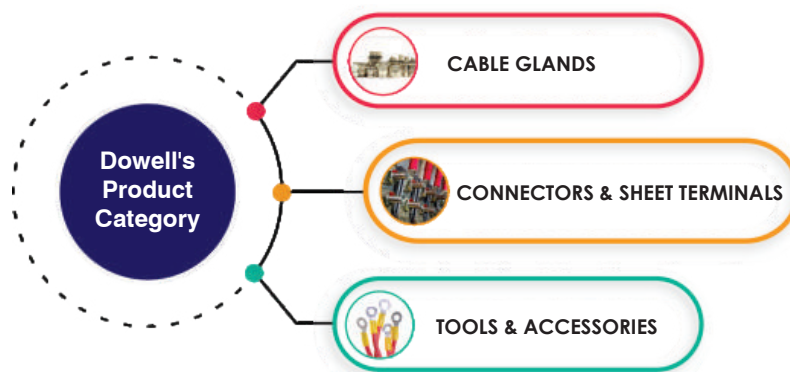 Dowell's
Product
Category
CABLE GLANDS
CONNECTORS & SHEET TERMINALS
TOOLS & ACCESSORIES